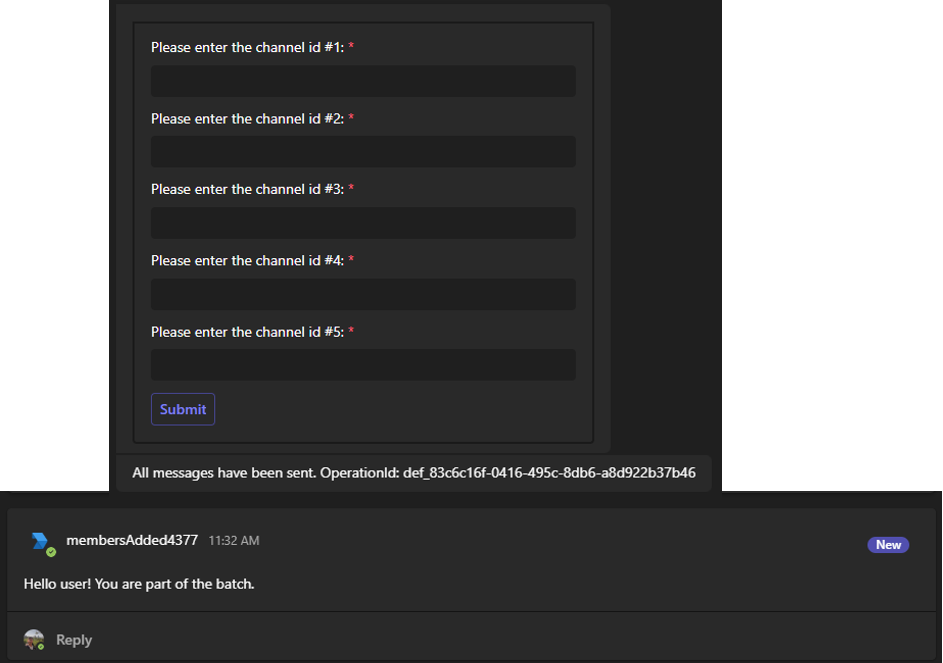 Please enter the channel id #1: *
Please enter the channel id #2: *
Please enter the channel id #3: *
Please enter the channel id #4: *
Please enter the channel id #5: *
Submit
All messages have been sent. OperationId: def_83c6c16f-0416-495c-8db6-a8d922b37b46
membersAdded4377 11:32 AM
New
Hello user! You are part of the batch.
Reply